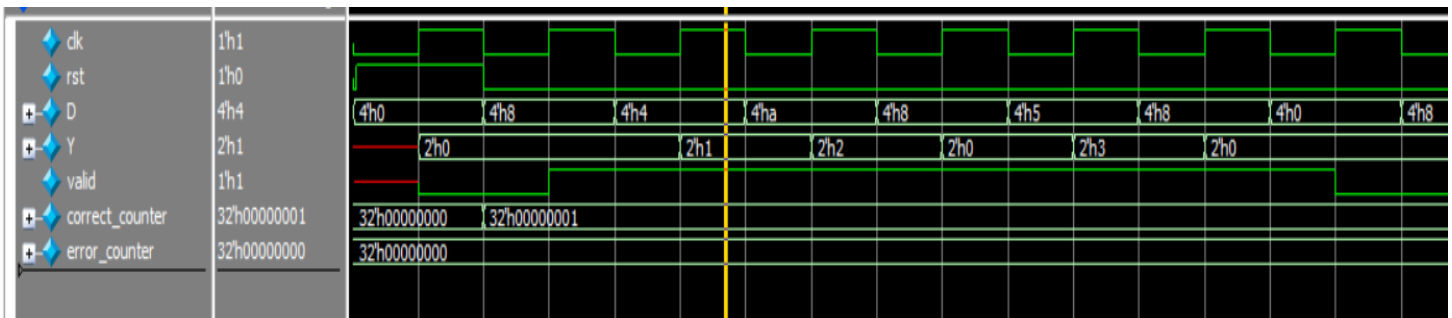 clk 1'h1
rst 1'h0
D 4'h4 4'h0 4'h8 4'h4 4'ha 4'h8 4'h5 4'h8 4'h0 4'h8
Y 2'h1 2'h0 2'h1 2'h2 2'h0 2'h3 2'h0
valid 1'h1
correct_counter 32'h00000001 32'h00000000 32'h00000001
error_counter 32'h00000000 32'h00000000